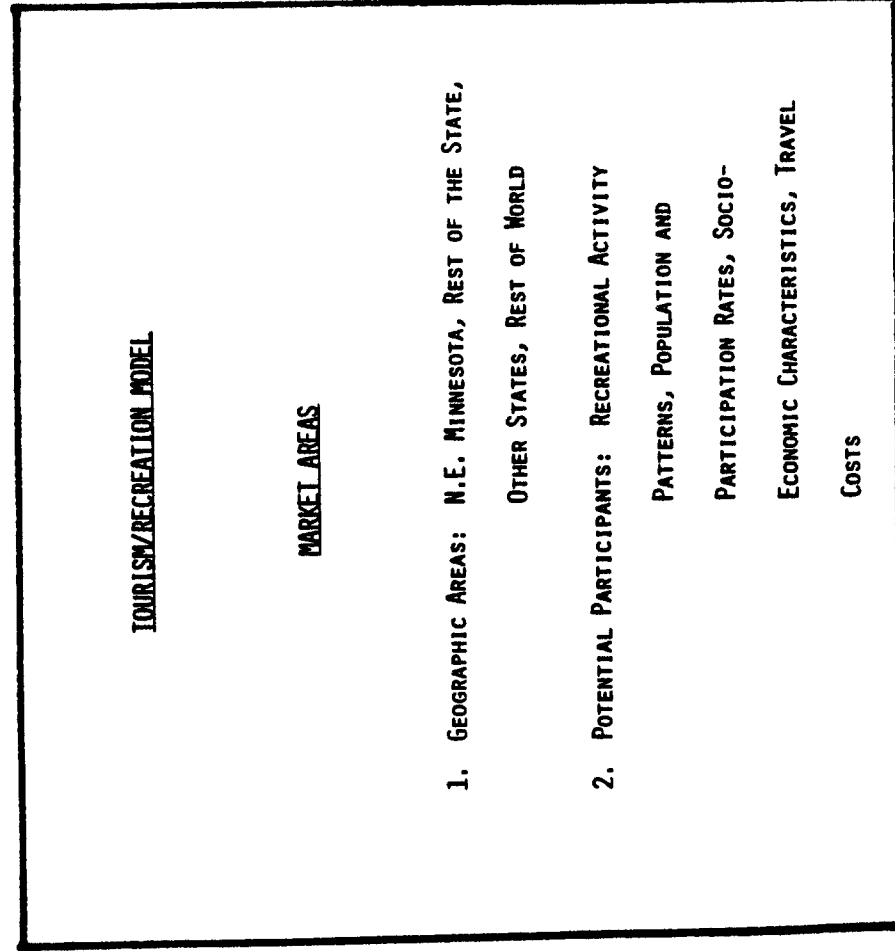 TOURISM/RECREATION MODEL
MARKET AREAS
1. GEOGRAPHIC AREAS: N.E. MINNESOTA, REST OF THE STATE,
OTHER STATES, REST OF WORLD
2. POTENTIAL PARTICIPANTS: RECREATIONAL ACTIVITY
PATTERNS, POPULATION AND
PARTICIPATION RATES, SOCIO-
ECONOMIC CHARACTERISTICS, TRAVEL
COSTS